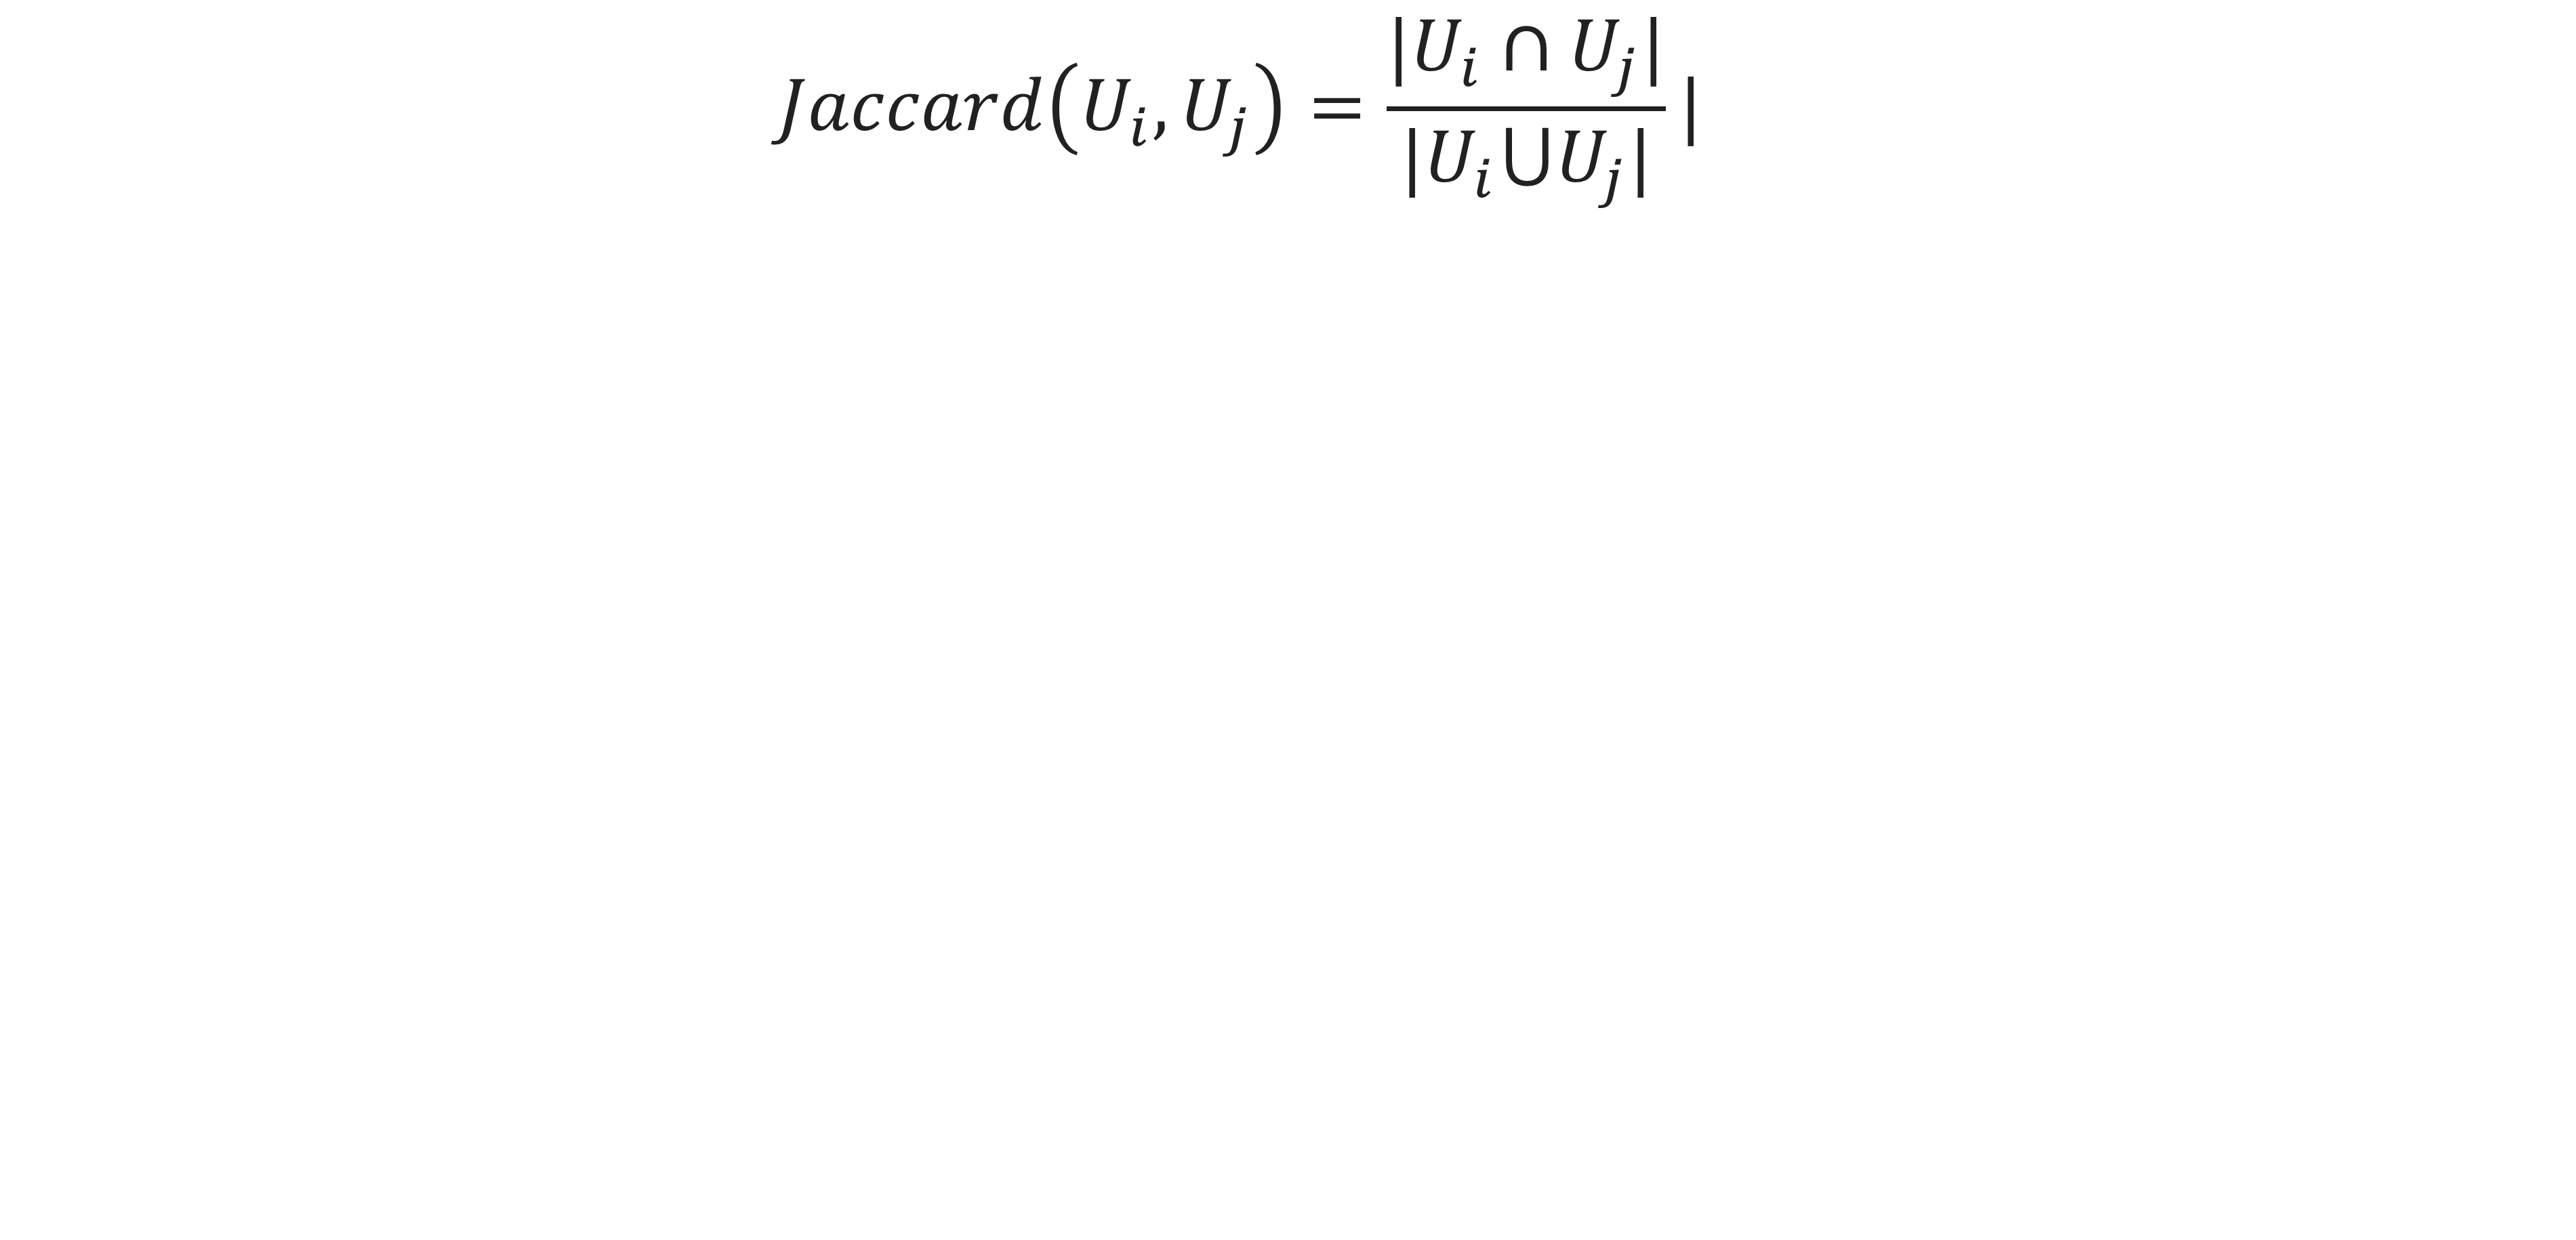 Jaccard(U_i, U_j) = |U_i ∩ U_j| / |U_i ⋃ U_j| |